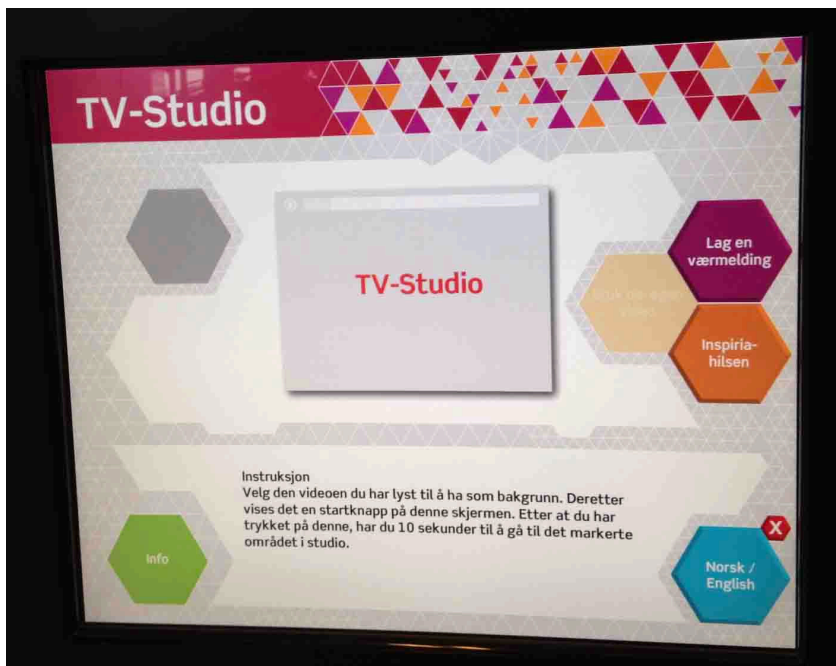 TV-Studio
TV-Studio
Lag en
værmelding
Inspiria-
hilsen
Instruksjon
Velg den videoen du har lyst til å ha som bakgrunn. Deretter
vises det en startknapp på denne skjermen. Etter at du har
trykket på denne, har du 10 sekunder til å gå til det markerte
området i studio.
Info
X
Norsk /
English